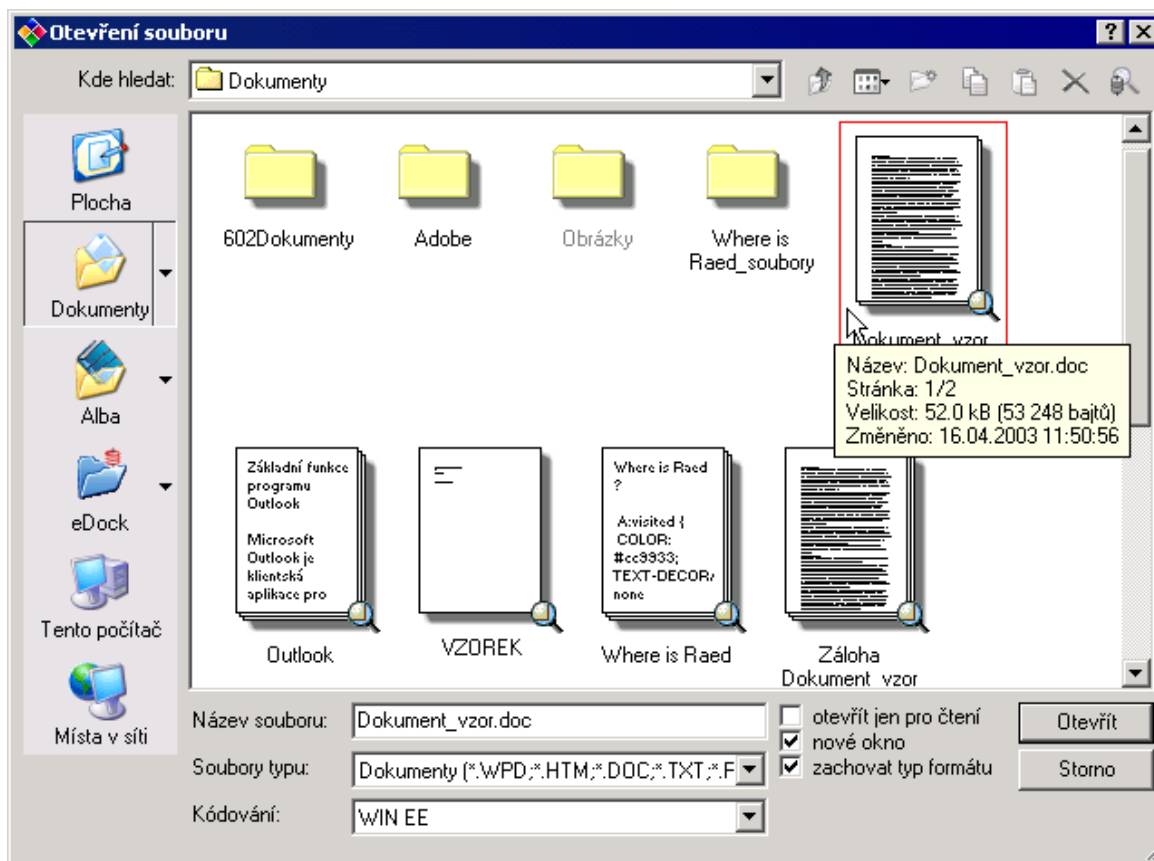 Otevření souboru
Kde hledat:
Dokumenty
Plocha
Dokumenty
Alba
eDock
Tento počítač
Místa v síti
602Dokumenty
Adobe
Obrázky
Where is
Raed_soubory
Dokument_vzor
Název: Dokument_vzor.doc
Stránka: 1/2
Velikost: 52.0 kB (53 248 bajtů)
Změněno: 16.04.2003 11:50:56
Základní funkce
programu
Outlook
Microsoft
Outlook je
klientská
aplikace pro
Outlook
VZOREK
Where is Raed
?
A:visited {
COLOR:
#cc9933;
TEXT-DECOR
none
Where is Raed
Záloha
Dokument_vzor
Název souboru:
Dokument_vzor.doc
Soubory typu:
Dokumenty (*.WPD;*.HTM;*.DOC;*.TXT;*.F
Kódování:
WIN EE
otevřít jen pro čtení
nové okno
zachovat typ formátu
Otevřít
Storno